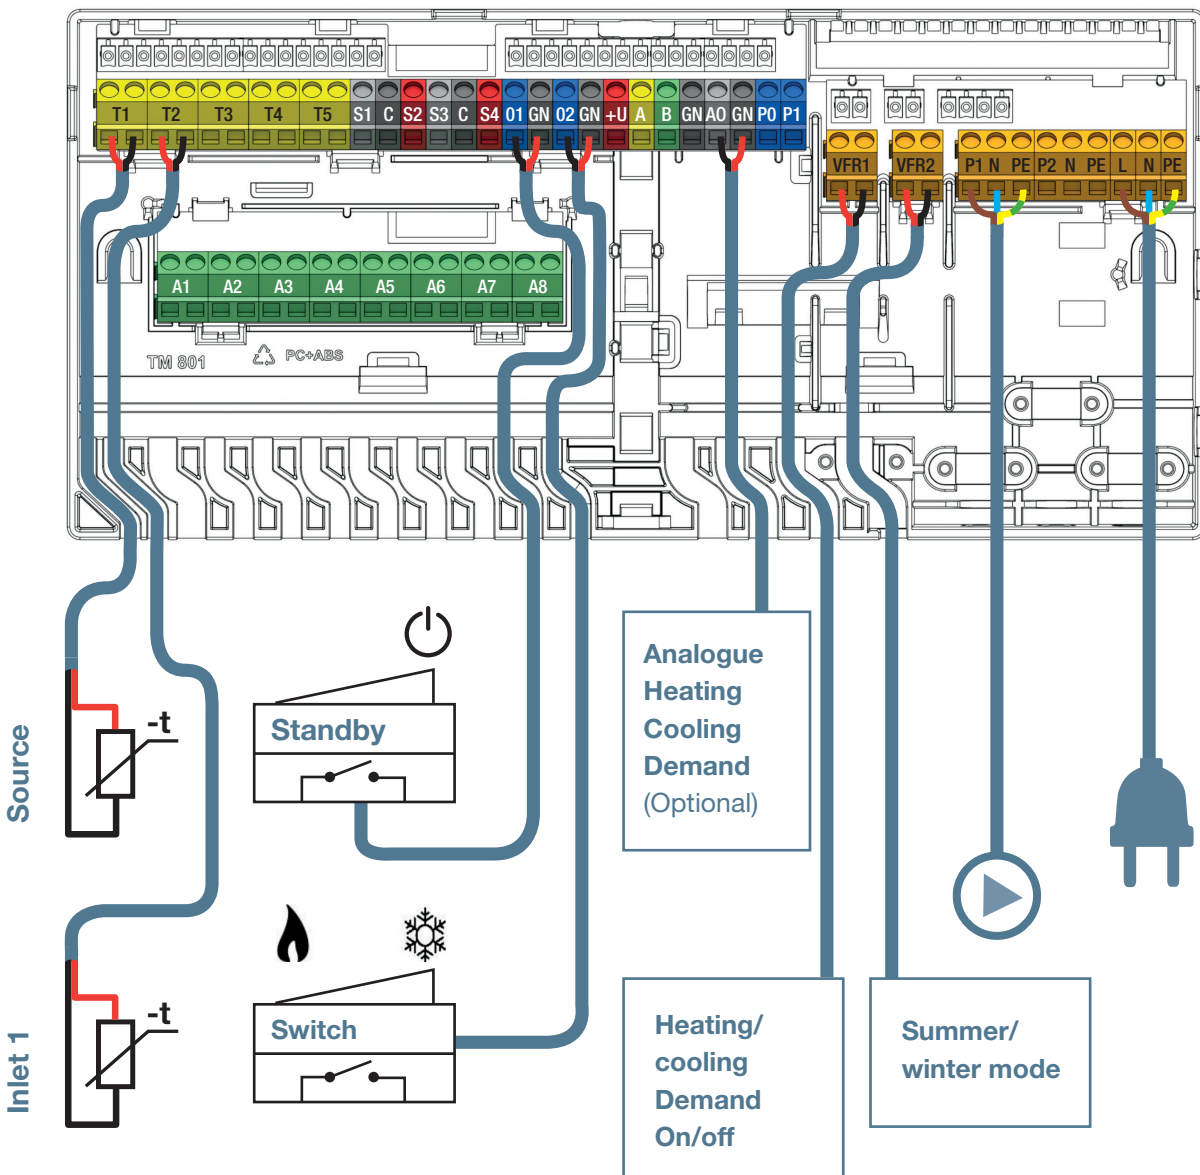 T1 T2 T3 T4 T5 S1 C S2 S3 C S4 01 GN 02 GN +U A B GN AO GN P0 P1
VFR1 VFR2 P1 N PE P2 N PE L N PE
A1 A2 A3 A4 A5 A6 A7 A8
TM 801 PC+ABS
Source
-t
Standby
Analogue
Heating
Cooling
Demand
(Optional)
Inlet 1
-t
Switch
Heating/
cooling
Demand
On/off
Summer/
winter mode